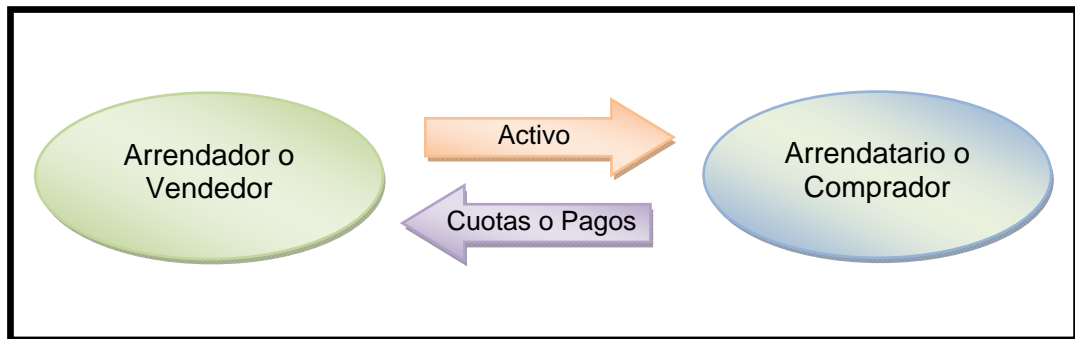 Arrendador o
Vendedor
Activo
Cuotas o Pagos
Arrendatario o
Comprador